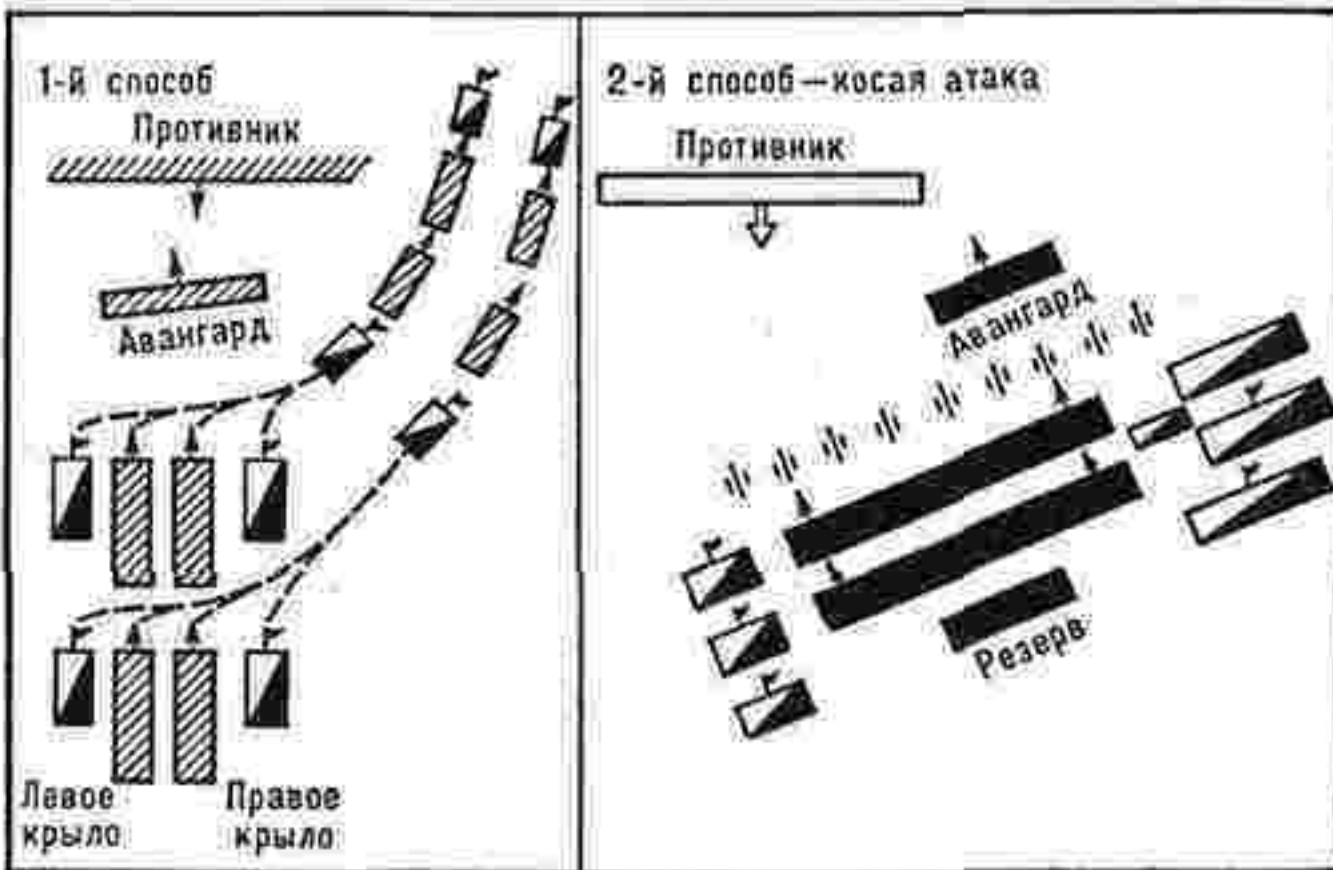 1-й способ
Противник
Авангард
Левое
крыло
Правое
крыло
2-й способ—косая атака
Противник
Авангард
Резерв